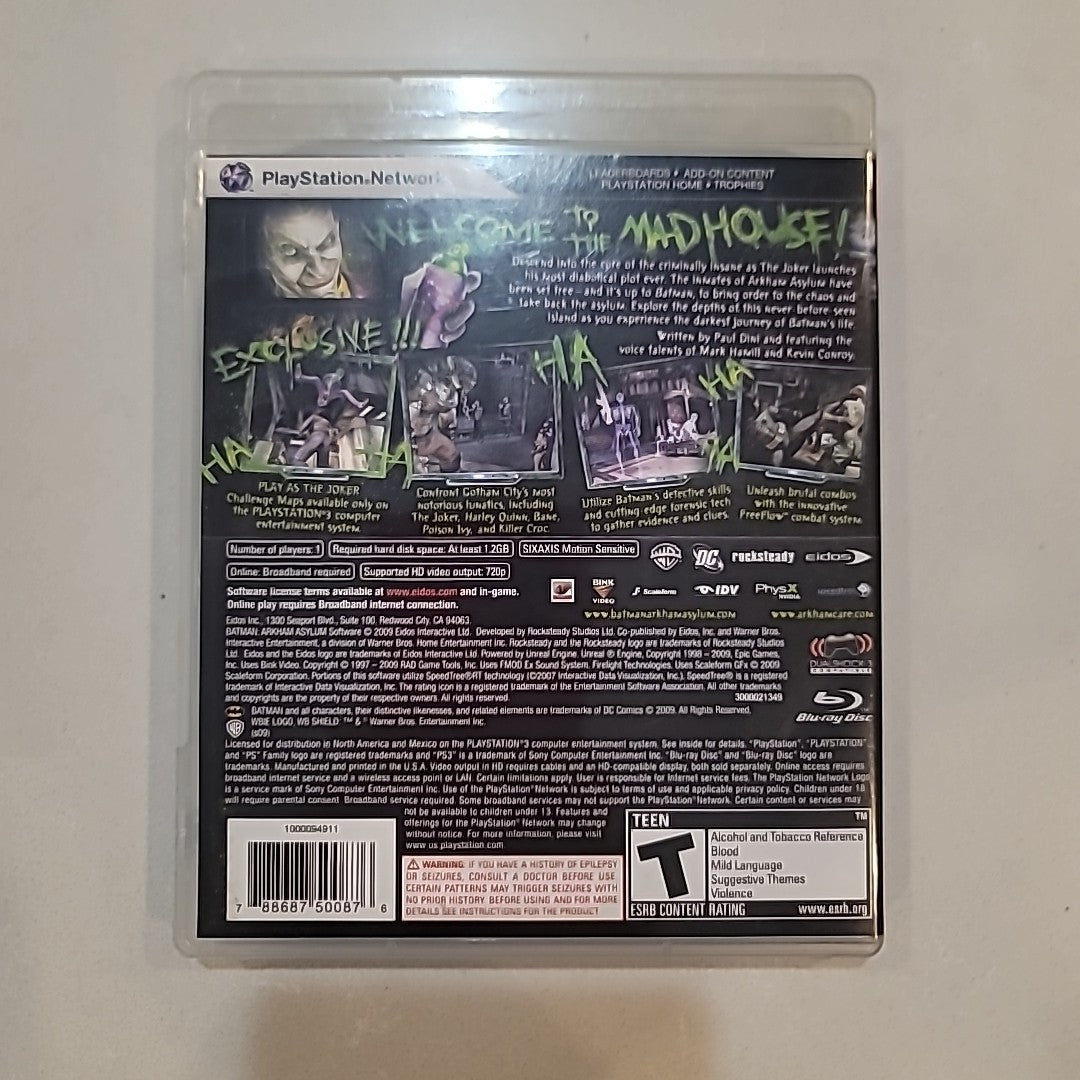 PlayStation®Network
LEADERBOARDS • ADD-ON CONTENT
PLAYSTATION HOME • TROPHIES
WELCOME TO THE MADHOUSE!
Descend into the core of the criminally insane as The Joker launches
his most diabolical plot ever. The inmates of Arkham Asylum have
been set free - and it's up to Batman, to bring order to the chaos and
take back the asylum. Explore the depths of this never before seen
island as you experience the darkest journey of Batman's life.
Written by Paul Dini and featuring the
voice talents of Mark Hamill and Kevin Conroy.
EXCLUSIVE!!!
HA
HA
HA
HA
HA
PLAY AS THE JOKER
Challenge Maps available only on
the PLAYSTATION®3 computer
entertainment system.
Confront Gotham City's most
notorious lunatics, including
The Joker, Harley Quinn, Bane,
Poison Ivy, and Killer Croc.
Utilize Batman's detective skills
and cutting-edge forensic tech
to gather evidence and clues.
Unleash brutal combos
with the innovative
FreeFlow™ combat system.
Number of players: 1
Required hard disk space: At least 1.2GB
SIXAXIS Motion Sensitive
Online: Broadband required
Supported HD video output: 720p
WB
DC
rocksteady
eidos
Software license terms available at www.eidos.com and in-game.
Online play requires Broadband internet connection.
BINK VIDEO
Scaleform
IDV
PhysX NVIDIA
www.batmanarkhamasylum.com
www.arkhamcare.com
Eidos Inc., 1300 Seaport Blvd., Suite 100, Redwood City, CA 94063.
BATMAN: ARKHAM ASYLUM Software © 2009 Eidos Interactive Ltd. Developed by Rocksteady Studios Ltd. Co-published by Eidos, Inc. and Warner Bros.
Interactive Entertainment, a division of Warner Bros. Home Entertainment Inc. Rocksteady and the Rocksteady logo are trademarks of Rocksteady Studios
Ltd. Eidos and the Eidos logo are trademarks of Eidos Interactive Ltd. Powered by Unreal Engine. Unreal ® Engine, Copyright 1998 – 2009, Epic Games,
Inc. Uses Bink Video. Copyright © 1997 – 2009 RAD Game Tools, Inc. Uses FMOD Ex Sound System, Firelight Technologies. Uses Scaleform GFx © 2009
Scaleform Corporation. Portions of this software utilize SpeedTree®RT technology (©2007 Interactive Data Visualization, Inc.). SpeedTree® is a registered
trademark of Interactive Data Visualization, Inc. The rating icon is a registered trademark of the Entertainment Software Association. All other trademarks
and copyrights are the property of their respective owners. All rights reserved.
3000021349
BATMAN and all characters, their distinctive likenesses, and related elements are trademarks of DC Comics © 2009. All Rights Reserved.
WBIE LOGO, WB SHIELD: ™ & © Warner Bros. Entertainment Inc.
(s09)
DUALSHOCK 3
COMPATIBLE
Blu-ray Disc
Licensed for distribution in North America and Mexico on the PLAYSTATION®3 computer entertainment system. See inside for details. "PlayStation", "PLAYSTATION"
and "PS" Family logo are registered trademarks and "PS3" is a trademark of Sony Computer Entertainment Inc. "Blu-ray Disc" and "Blu-ray Disc" logo are
trademarks. Manufactured and printed in the U.S.A. Video output in HD requires cables and an HD-compatible display, both sold separately. Online access requires
broadband internet service and a wireless access point or LAN. Certain limitations apply. User is responsible for Internet service fees. The PlayStation Network Logo
is a service mark of Sony Computer Entertainment Inc. Use of the PlayStation®Network is subject to terms of use and applicable privacy policy. Children under 18
will require parental consent. Broadband service required. Some broadband services may not support the PlayStation®Network. Certain content or services may
not be available to children under 13. Features and
offerings for the PlayStation® Network may change
without notice. For more information, please visit
www.us.playstation.com
1000094911
7 88687 50087 6
WARNING: IF YOU HAVE A HISTORY OF EPILEPSY
OR SEIZURES, CONSULT A DOCTOR BEFORE USE.
CERTAIN PATTERNS MAY TRIGGER SEIZURES WITH
NO PRIOR HISTORY. BEFORE USING AND FOR MORE
DETAILS SEE INSTRUCTIONS FOR THE PRODUCT
TEEN
T
Alcohol and Tobacco Reference
Blood
Mild Language
Suggestive Themes
Violence
ESRB CONTENT RATING www.esrb.org